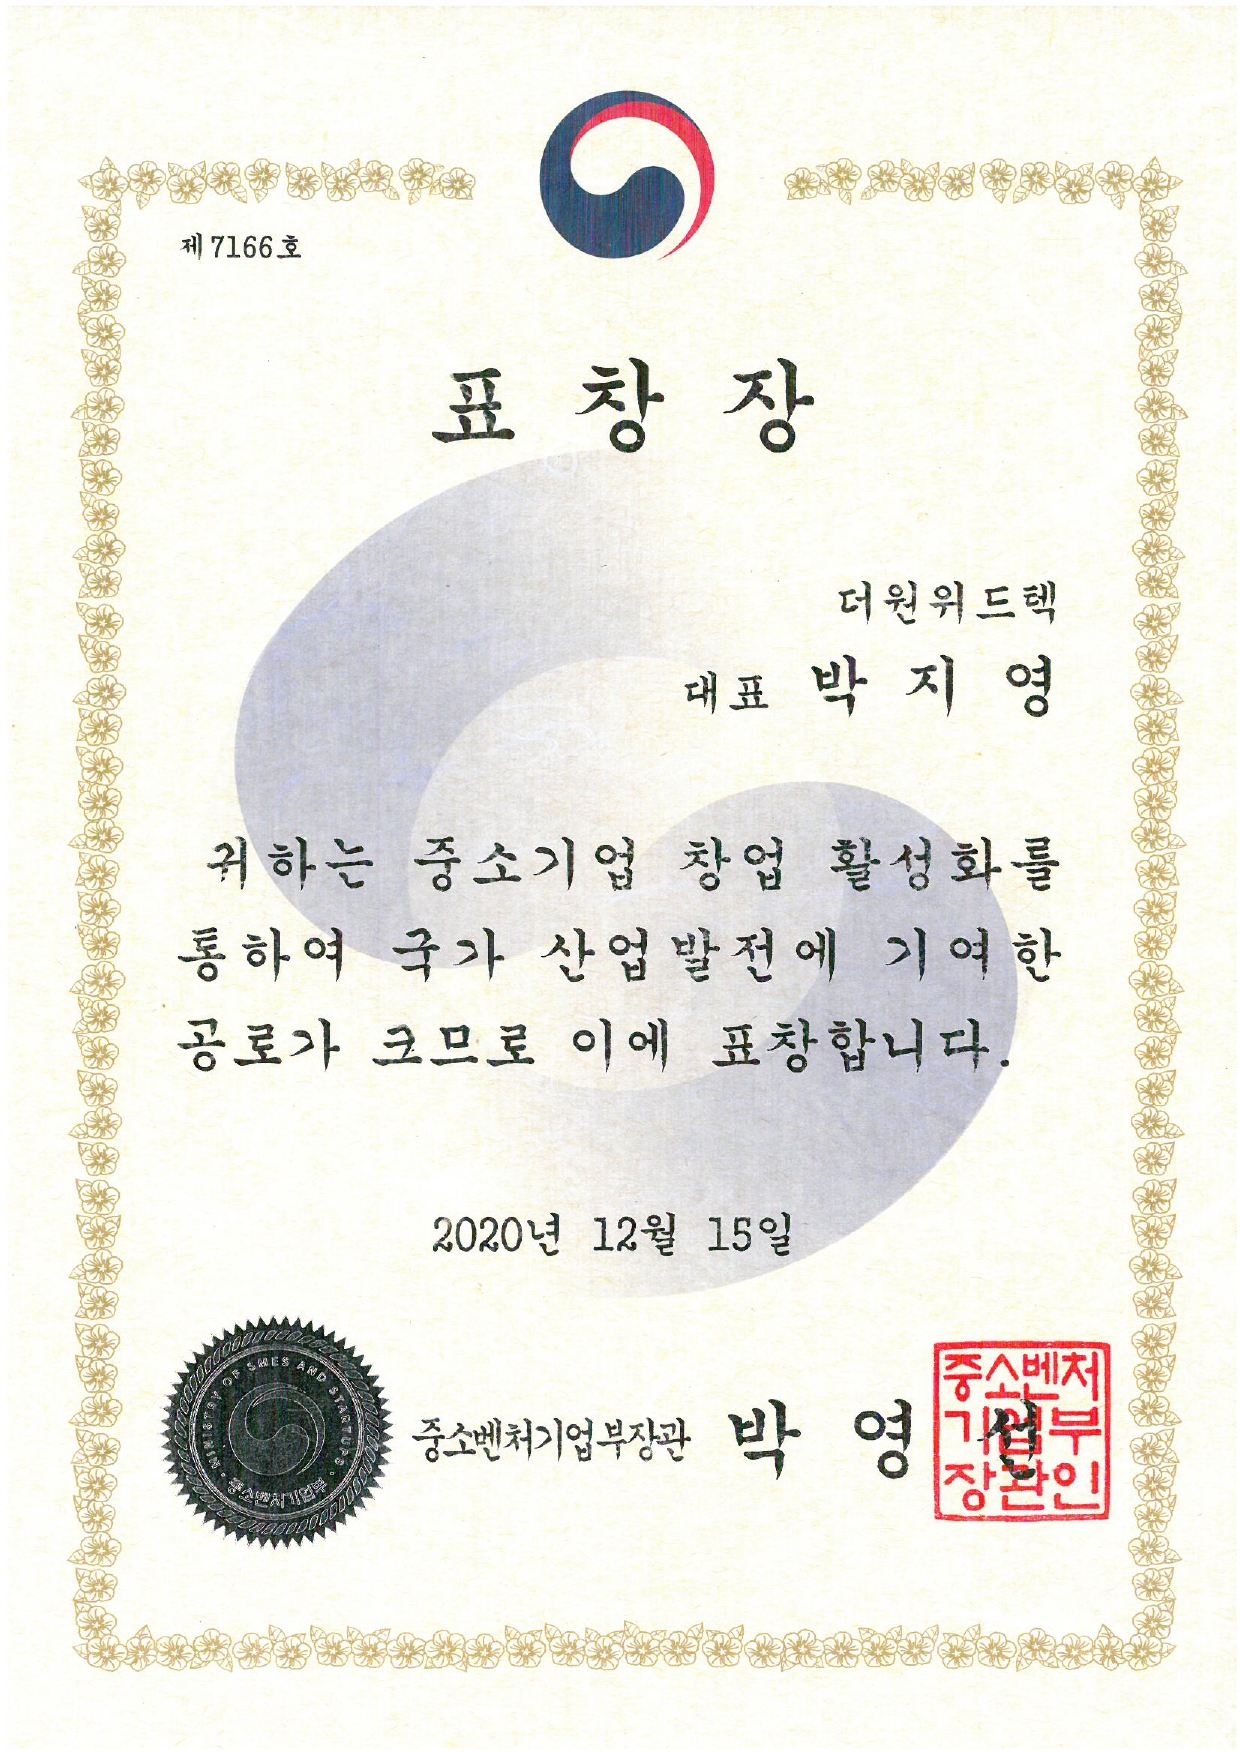 제 7166 호
표 창 장
더원위드텍
대표 박 지 영
귀하는 중소기업 창업 활성화를
통하여 국가 산업발전에 기여한
공로가 크므로 이에 표창합니다.
2020년 12월 15일
MINISTRY OF SMES AND STARTUPS
중소벤처기업부
중소벤처기업부장관 박 영 선
중소벤처
기업부
장관인